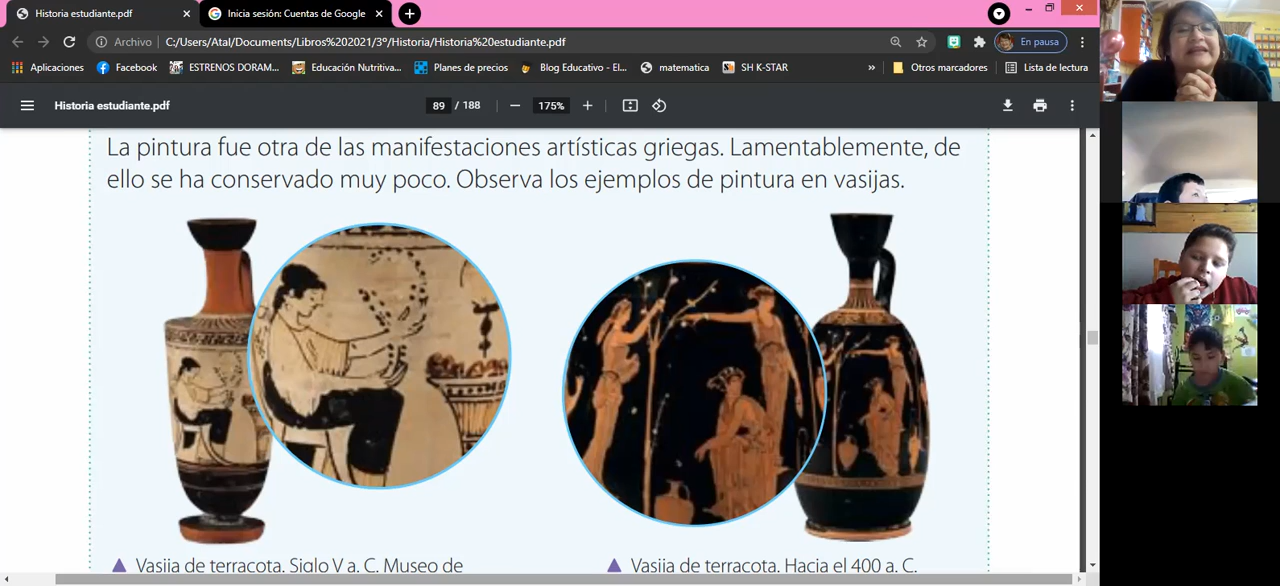 Historia estudiante.pdf
Inicia sesión: Cuentas de Google
Archivo
C:/Users/Atal/Documents/Libros%202021/3º/Historia/Historia%20estudiante.pdf
En pausa
Aplicaciones
Facebook
ESTRENOS DORAM...
Educación Nutritiva...
Planes de precios
Blog Educativo - El...
matematica
SH K-STAR
»
Otros marcadores
Lista de lectura
Historia estudiante.pdf
89 / 188
175%
La pintura fue otra de las manifestaciones artísticas griegas. Lamentablemente, de
ello se ha conservado muy poco. Observa los ejemplos de pintura en vasijas.
Vasija de terracota. Siglo V a. C. Museo de
Vasija de terracota. Hacia el 400 a. C.